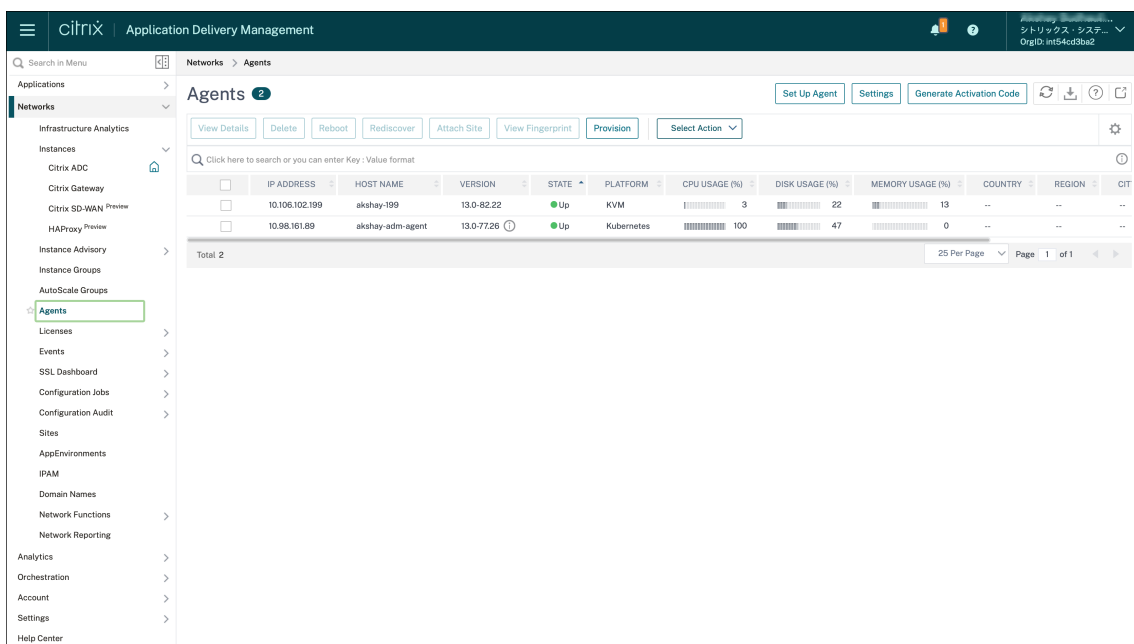 citrix | Application Delivery Management
1
?
シトリックス・システ...
OrgID: int54cd3ba2
Search in Menu
Networks > Agents
Applications
Networks
Infrastructure Analytics
Instances
Citrix ADC
Citrix Gateway
Citrix SD-WAN Preview
HAProxy Preview
Instance Advisory
Instance Groups
AutoScale Groups
Agents
Licenses
Events
SSL Dashboard
Configuration Jobs
Configuration Audit
Sites
AppEnvironments
IPAM
Domain Names
Network Functions
Network Reporting
Analytics
Orchestration
Account
Settings
Help Center
Agents 2
Set Up Agent Settings Generate Activation Code ?
View Details Delete Reboot Rediscover Attach Site View Fingerprint Provision Select Action
Click here to search or you can enter Key : Value format
IP ADDRESS HOST NAME VERSION STATE PLATFORM CPU USAGE (%) DISK USAGE (%) MEMORY USAGE (%) COUNTRY REGION CIT
10.106.102.199 akshay-199 13.0-82.22 Up KVM 3 22 13 -- -- --
10.98.161.89 akshay-adm-agent 13.0-77.26 Up Kubernetes 100 47 0 -- -- --
Total 2 25 Per Page Page 1 of 1